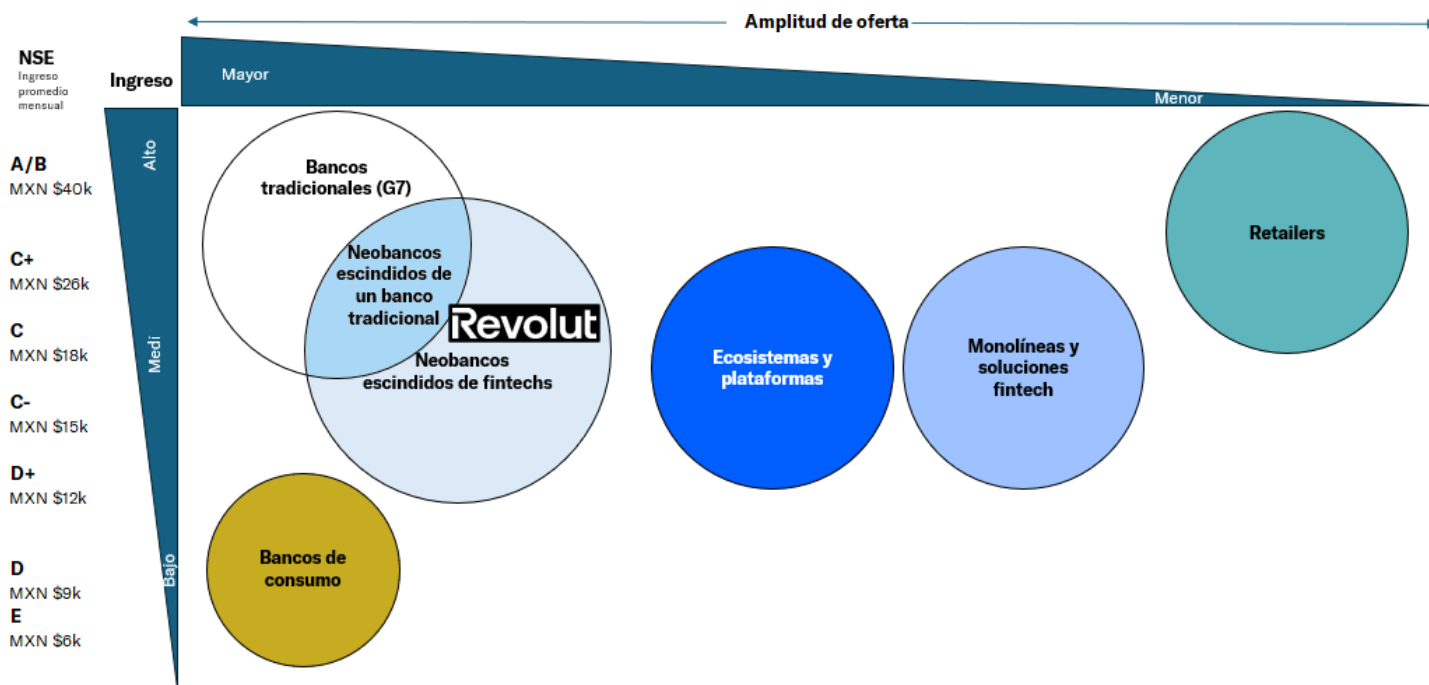 Amplitud de oferta
NSE
Ingreso
promedio
mensual
Ingreso
Mayor
Menor
Alto
Medi
Bajo
A/B
MXN $40k
C+
MXN $26k
C
MXN $18k
C-
MXN $15k
D+
MXN $12k
D
MXN $9k
E
MXN $6k
Bancos
tradicionales (G7)
Neobancos
escindidos de
un banco
tradicional
Revolut
Neobancos
escindidos de fintechs
Ecosistemas y
plataformas
Monolíneas y
soluciones
fintech
Retailers
Bancos de
consumo